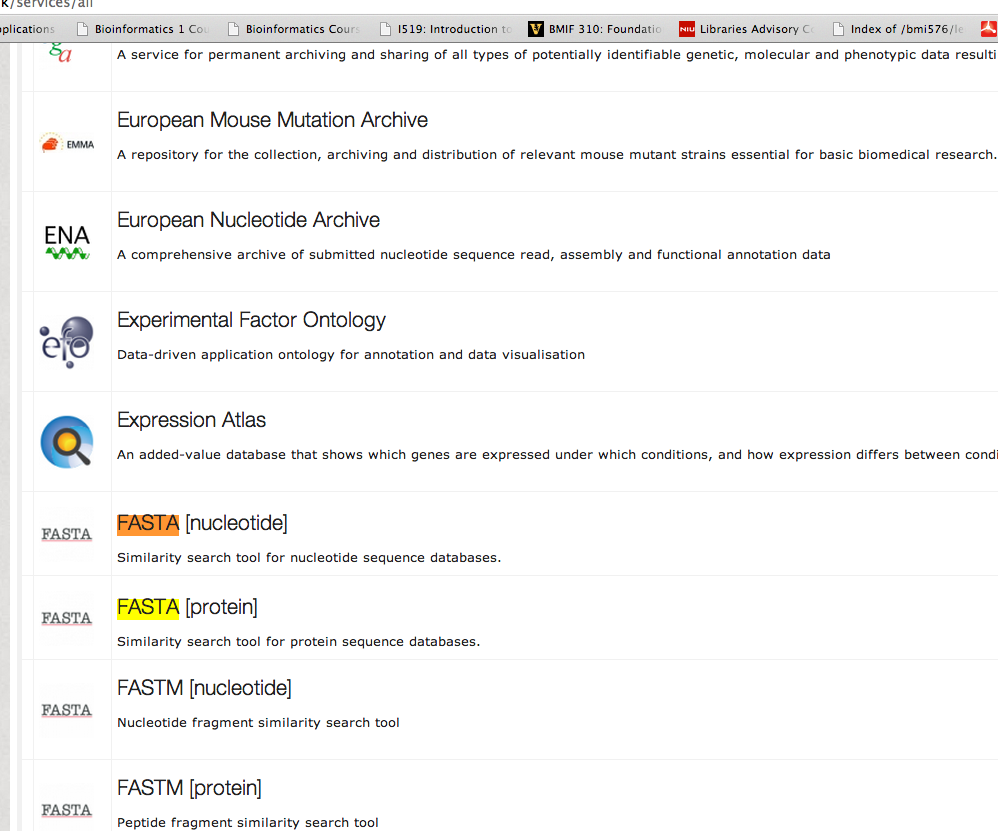 k/services/all
plications Bioinformatics 1 Cou Bioinformatics Cours I519: Introduction to V BMIF 310: Foundatio NIU Libraries Advisory Co Index of /bmi576/le
ga
A service for permanent archiving and sharing of all types of potentially identifiable genetic, molecular and phenotypic data resulti
European Mouse Mutation Archive
EMMA
A repository for the collection, archiving and distribution of relevant mouse mutant strains essential for basic biomedical research.
European Nucleotide Archive
ENA
A comprehensive archive of submitted nucleotide sequence read, assembly and functional annotation data
Experimental Factor Ontology
efo
Data-driven application ontology for annotation and data visualisation
Expression Atlas
An added-value database that shows which genes are expressed under which conditions, and how expression differs between condi
FASTA [nucleotide]
FASTA
Similarity search tool for nucleotide sequence databases.
FASTA [protein]
FASTA
Similarity search tool for protein sequence databases.
FASTM [nucleotide]
FASTA
Nucleotide fragment similarity search tool
FASTM [protein]
FASTA
Peptide fragment similarity search tool